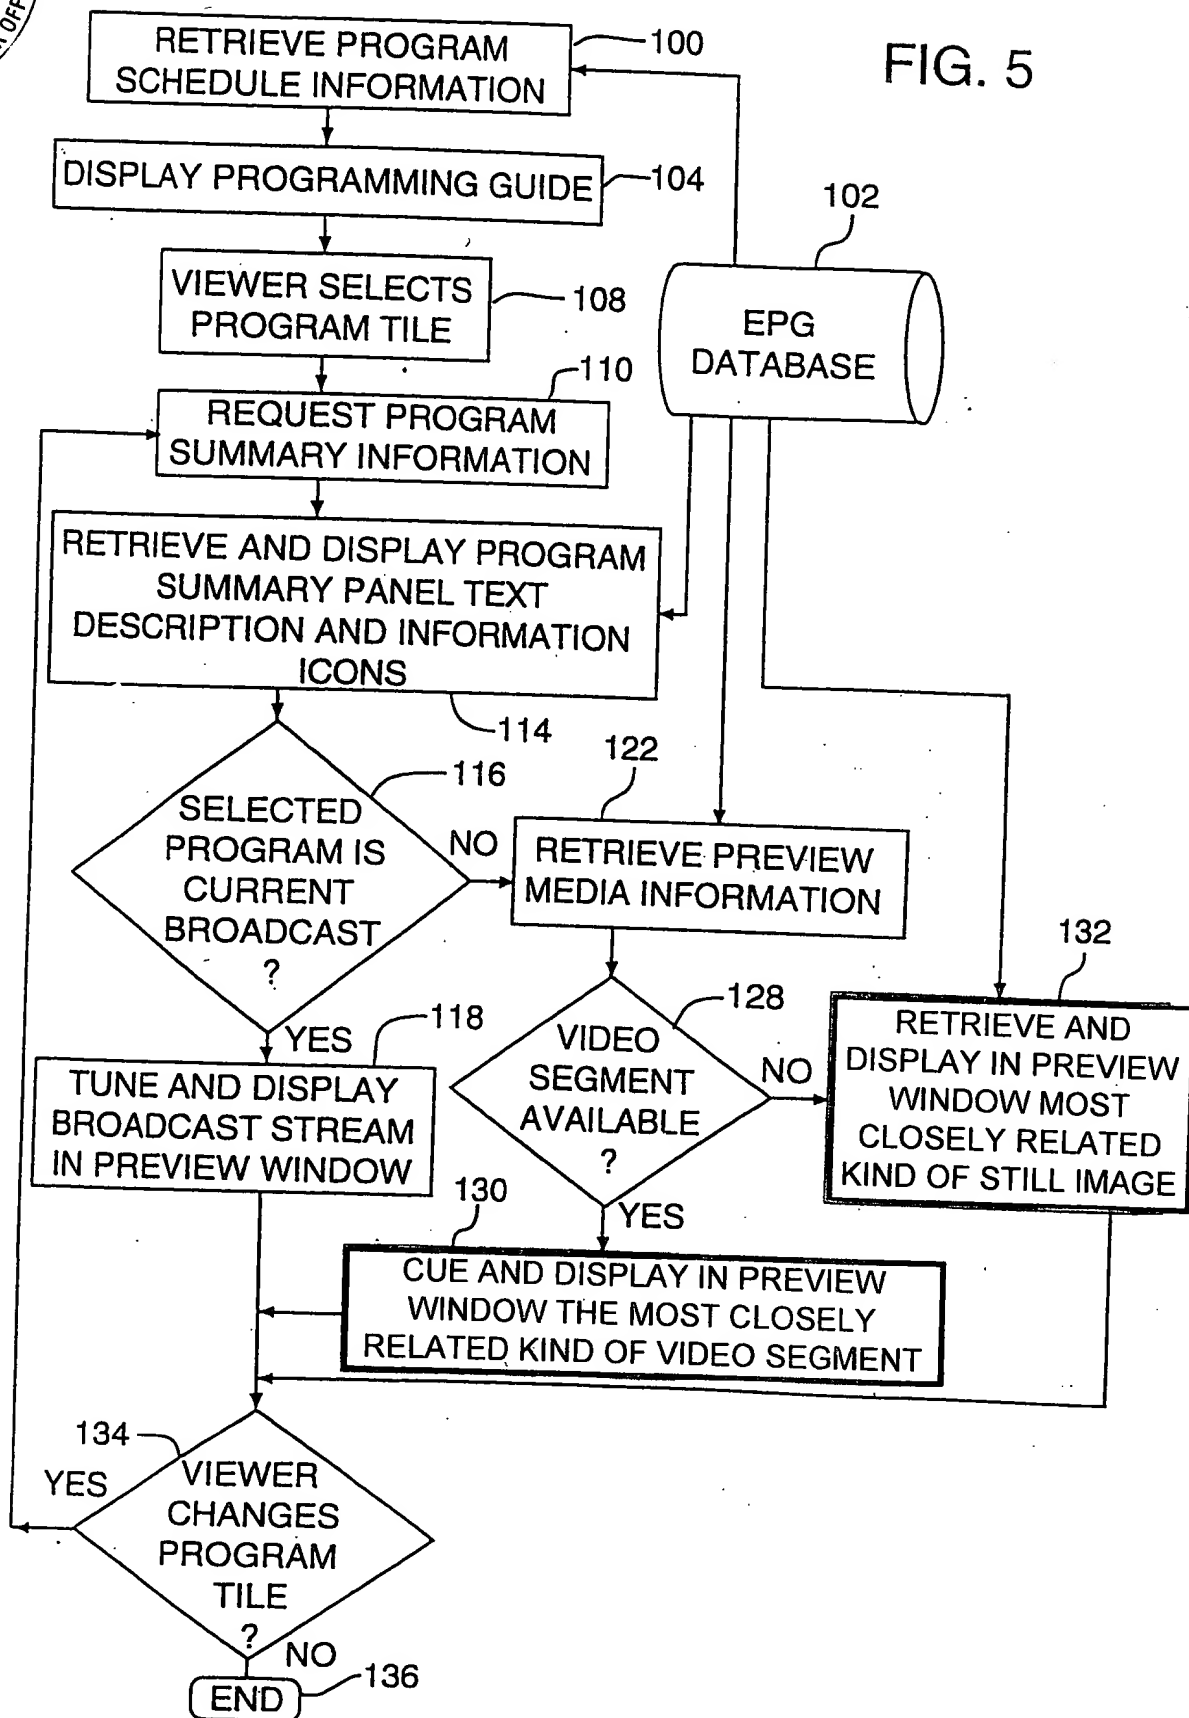 FIG. 5
RETRIEVE PROGRAM
SCHEDULE INFORMATION
100
DISPLAY PROGRAMMING GUIDE
104
102
EPG
DATABASE
VIEWER SELECTS
PROGRAM TILE
108
110
REQUEST PROGRAM
SUMMARY INFORMATION
RETRIEVE AND DISPLAY PROGRAM
SUMMARY PANEL TEXT
DESCRIPTION AND INFORMATION
ICONS
114
116
SELECTED
PROGRAM IS
CURRENT
BROADCAST
?
NO
YES
122
RETRIEVE PREVIEW
MEDIA INFORMATION
118
TUNE AND DISPLAY
BROADCAST STREAM
IN PREVIEW WINDOW
128
VIDEO
SEGMENT
AVAILABLE
?
NO
YES
132
RETRIEVE AND
DISPLAY IN PREVIEW
WINDOW MOST
CLOSELY RELATED
KIND OF STILL IMAGE
130
CUE AND DISPLAY IN PREVIEW
WINDOW THE MOST CLOSELY
RELATED KIND OF VIDEO SEGMENT
134
YES
VIEWER
CHANGES
PROGRAM
TILE
?
NO
END
136